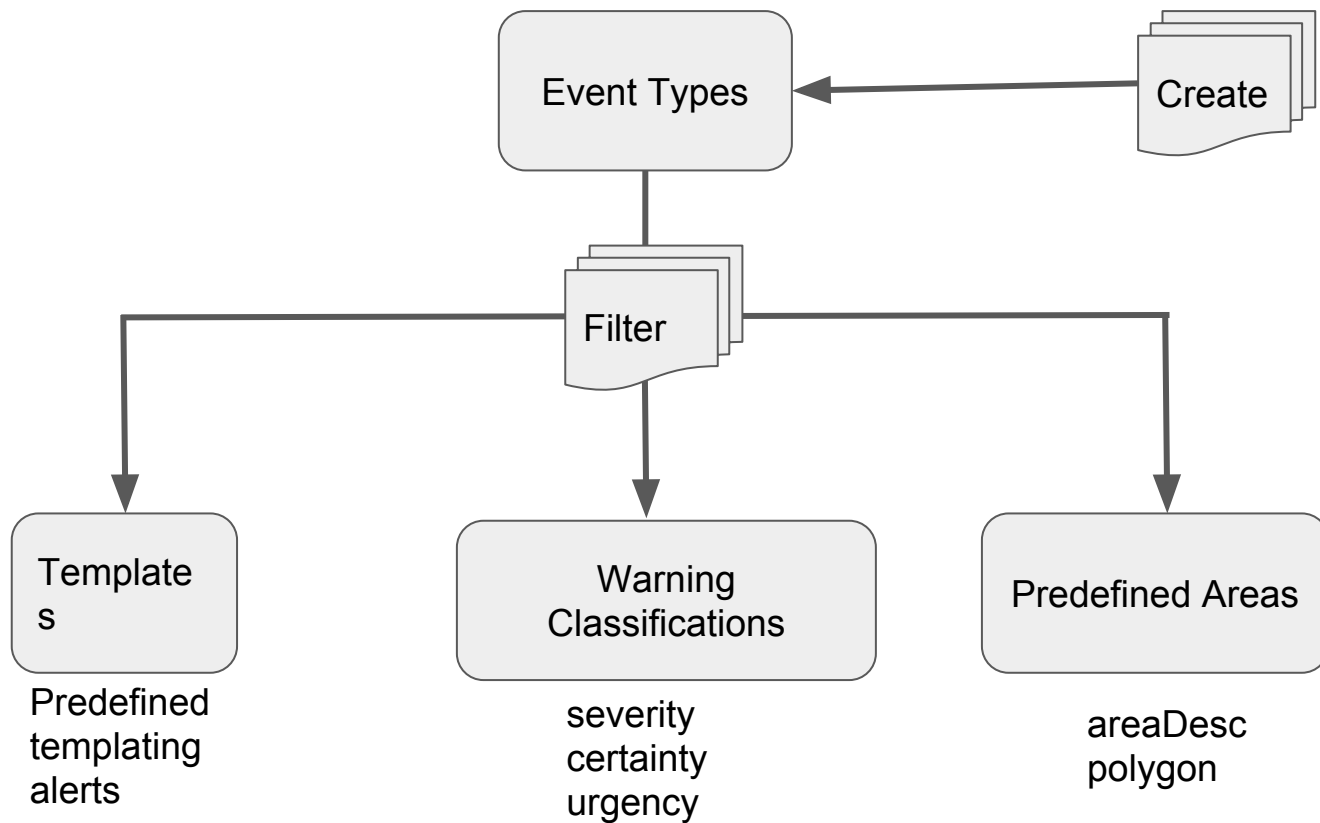 Event Types
Create
Filter
Template
s
Warning
Classifications
Predefined Areas
Predefined
templating
alerts
severity
certainty
urgency
areaDesc
polygon